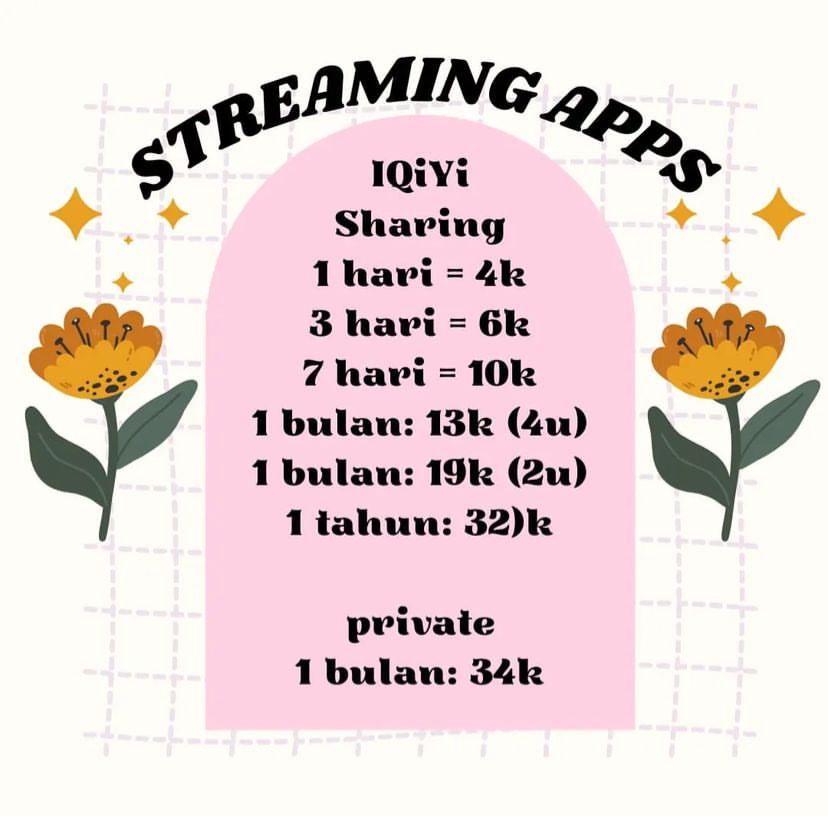 STREAMING APPS
IQiYi
Sharing
1 hari = 4k
3 hari = 6k
7 hari = 10k
1 bulan: 13k (4u)
1 bulan: 19k (2u)
1 tahun: 32)k
private
1 bulan: 34k